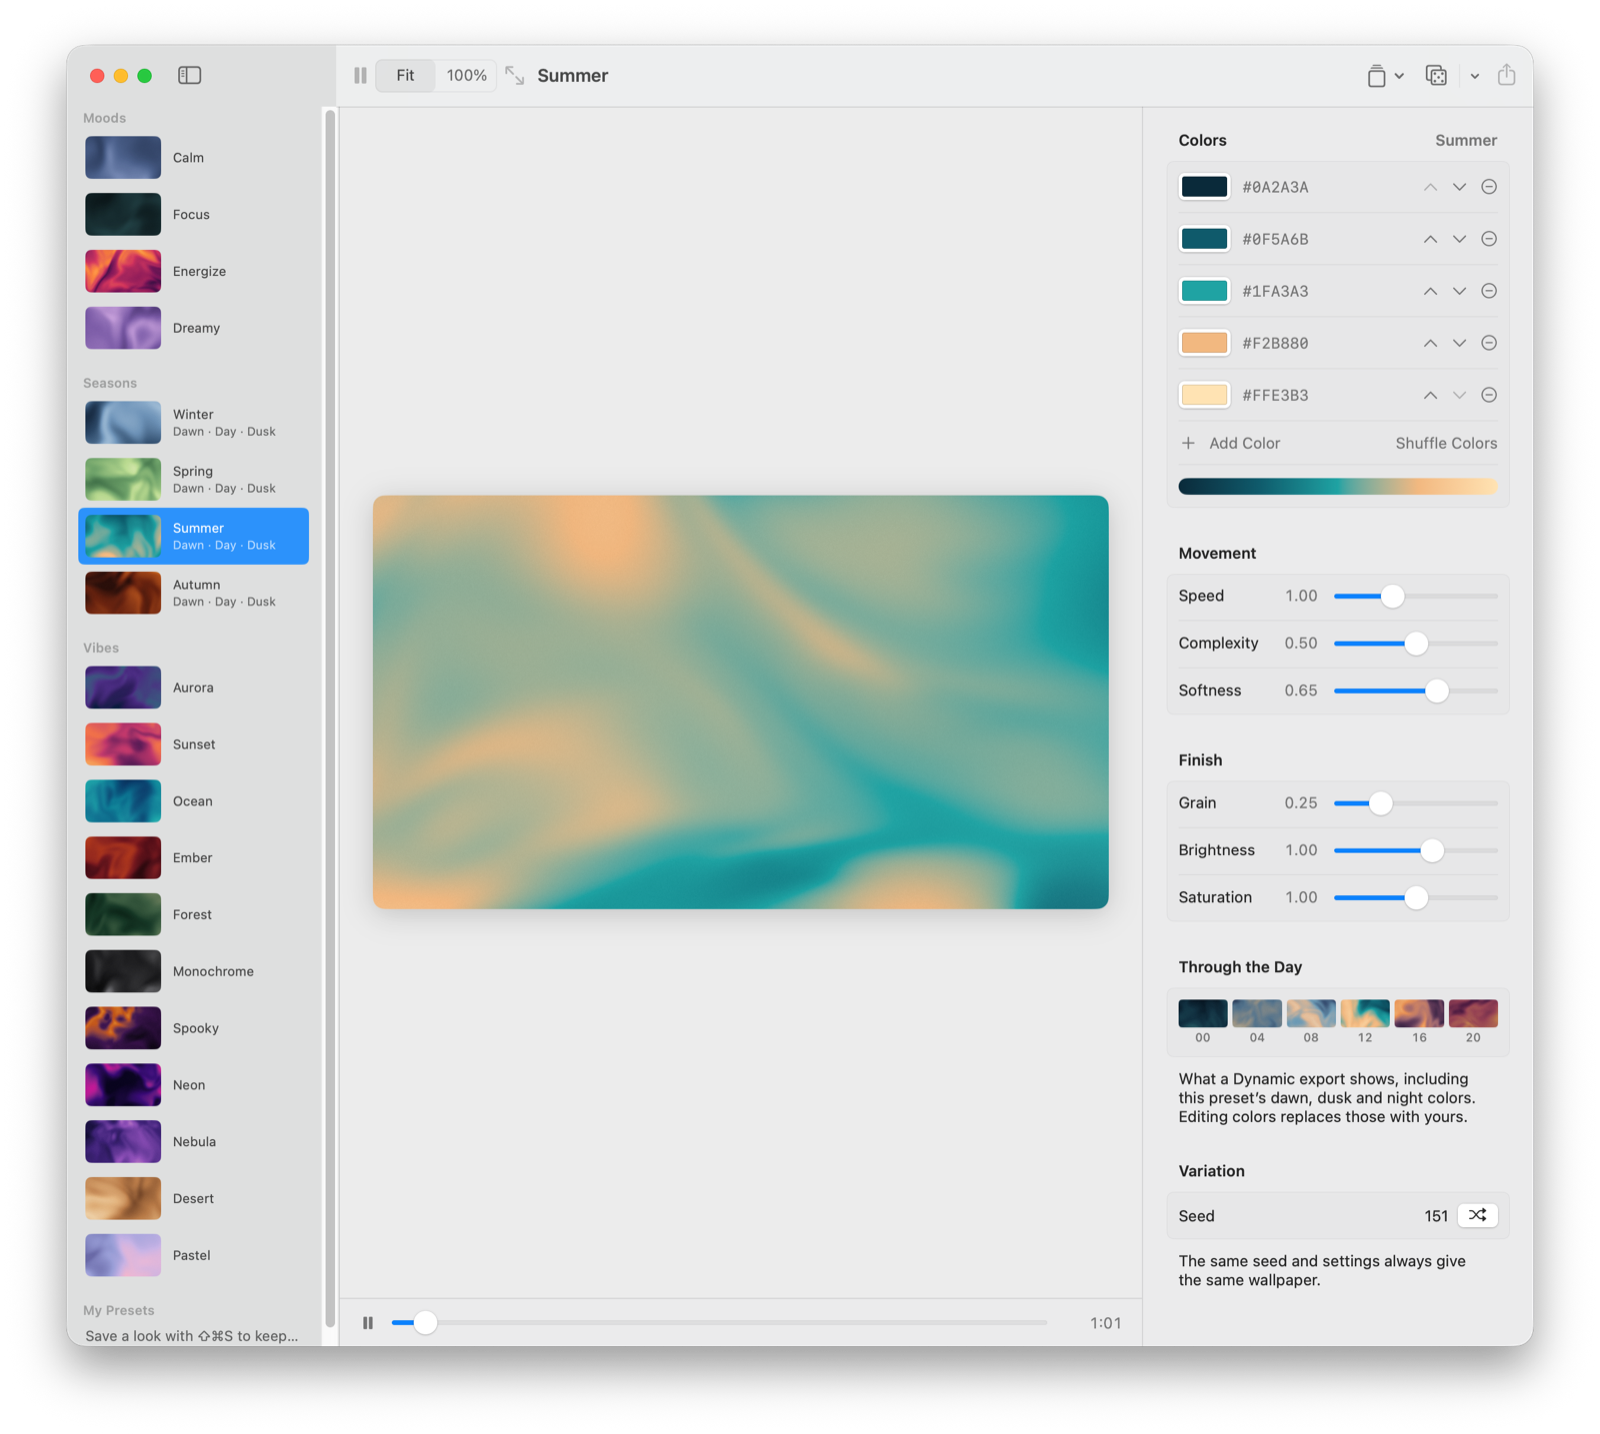 Fit
100%
Summer
Moods
Calm
Focus
Energize
Dreamy
Seasons
Winter
Dawn · Day · Dusk
Spring
Dawn · Day · Dusk
Summer
Dawn · Day · Dusk
Autumn
Dawn · Day · Dusk
Vibes
Aurora
Sunset
Ocean
Ember
Forest
Monochrome
Spooky
Neon
Nebula
Desert
Pastel
My Presets
Save a look with ⇧⌘S to keep...
1:01
Colors Summer
#0A2A3A
#0F5A6B
#1FA3A3
#F2B880
#FFE3B3
Add Color Shuffle Colors
Movement
Speed 1.00
Complexity 0.50
Softness 0.65
Finish
Grain 0.25
Brightness 1.00
Saturation 1.00
Through the Day
00 04 08 12 16 20
What a Dynamic export shows, including
this preset’s dawn, dusk and night colors.
Editing colors replaces those with yours.
Variation
Seed 151
The same seed and settings always give
the same wallpaper.